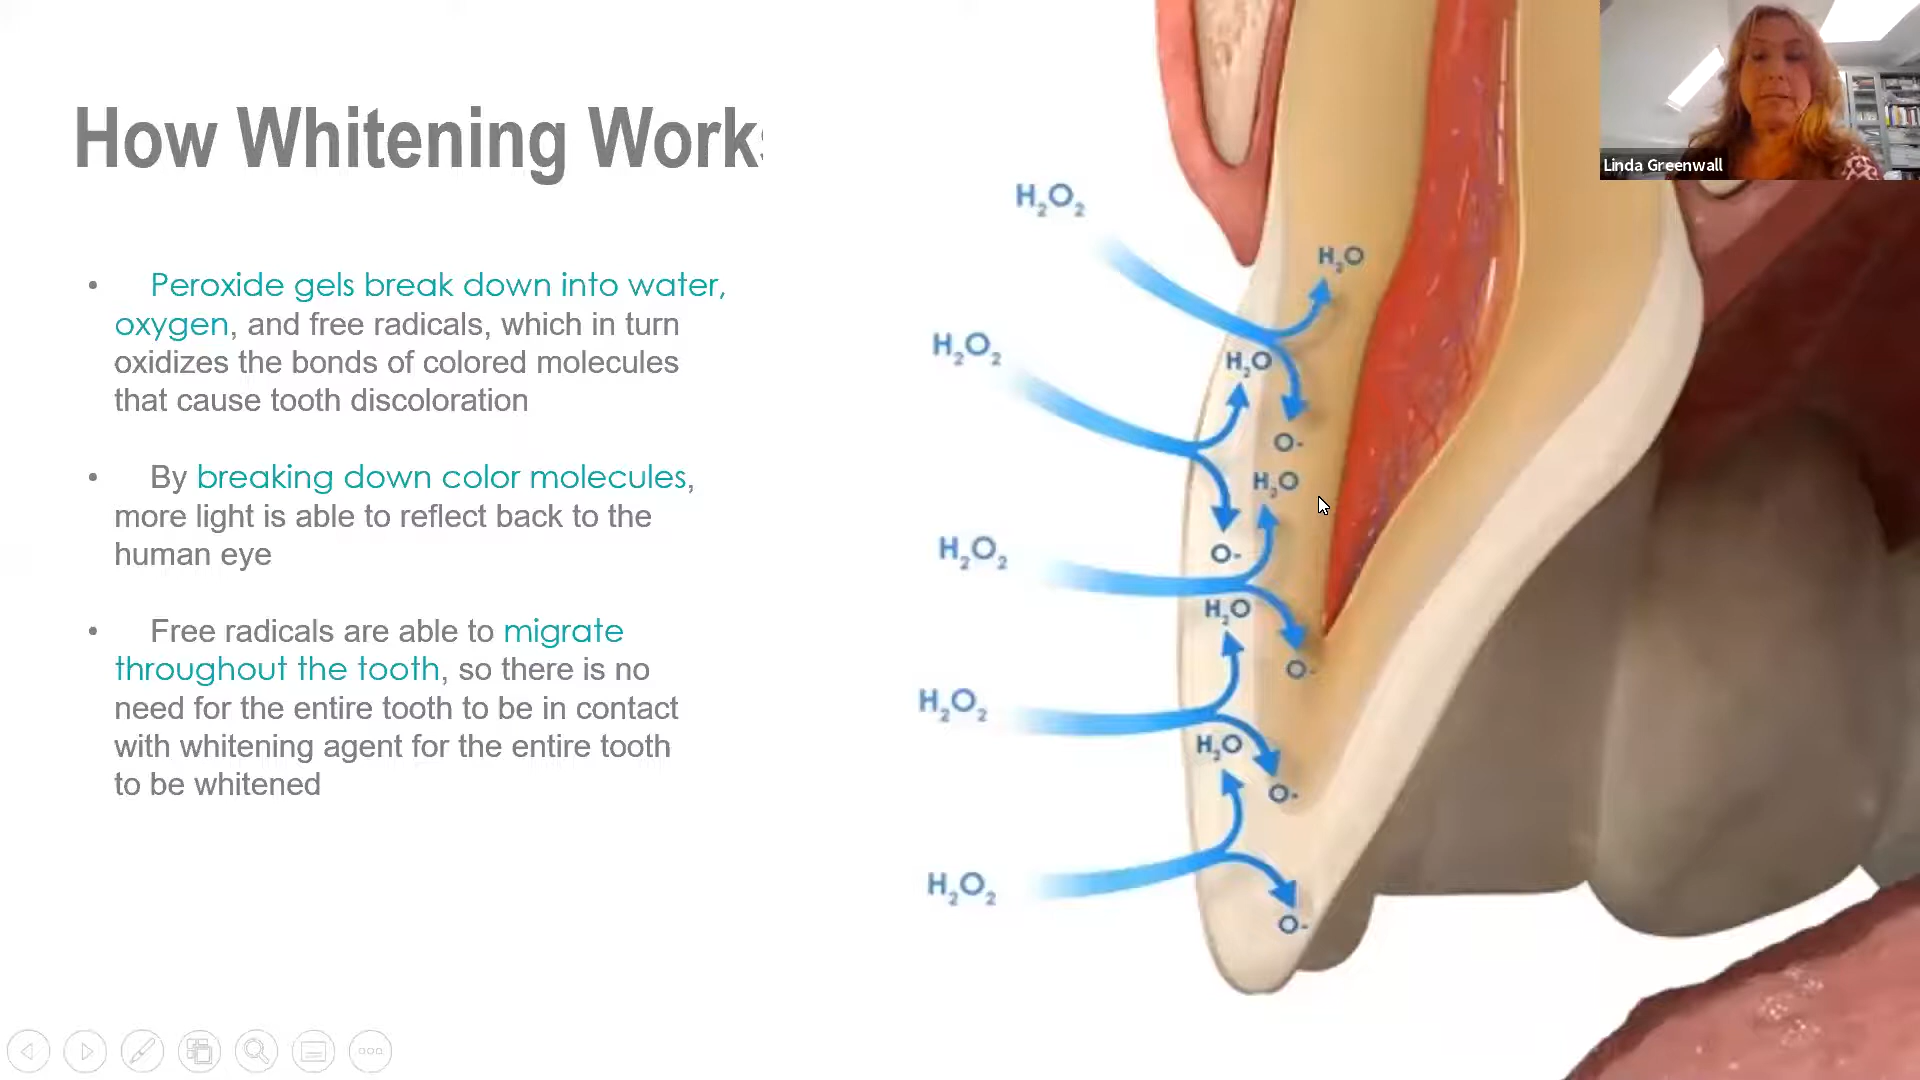 How Whitening Works
Linda Greenwall
• Peroxide gels break down into water,
oxygen, and free radicals, which in turn
oxidizes the bonds of colored molecules
that cause tooth discoloration
• By breaking down color molecules,
more light is able to reflect back to the
human eye
• Free radicals are able to migrate
throughout the tooth, so there is no
need for the entire tooth to be in contact
with whitening agent for the entire tooth
to be whitened
H₂O₂
H₂O
H₂O₂
H₂O
O-
H₂O
H₂O₂
O-
H₂O
O-
H₂O₂
H₂O
O-
H₂O₂
O-